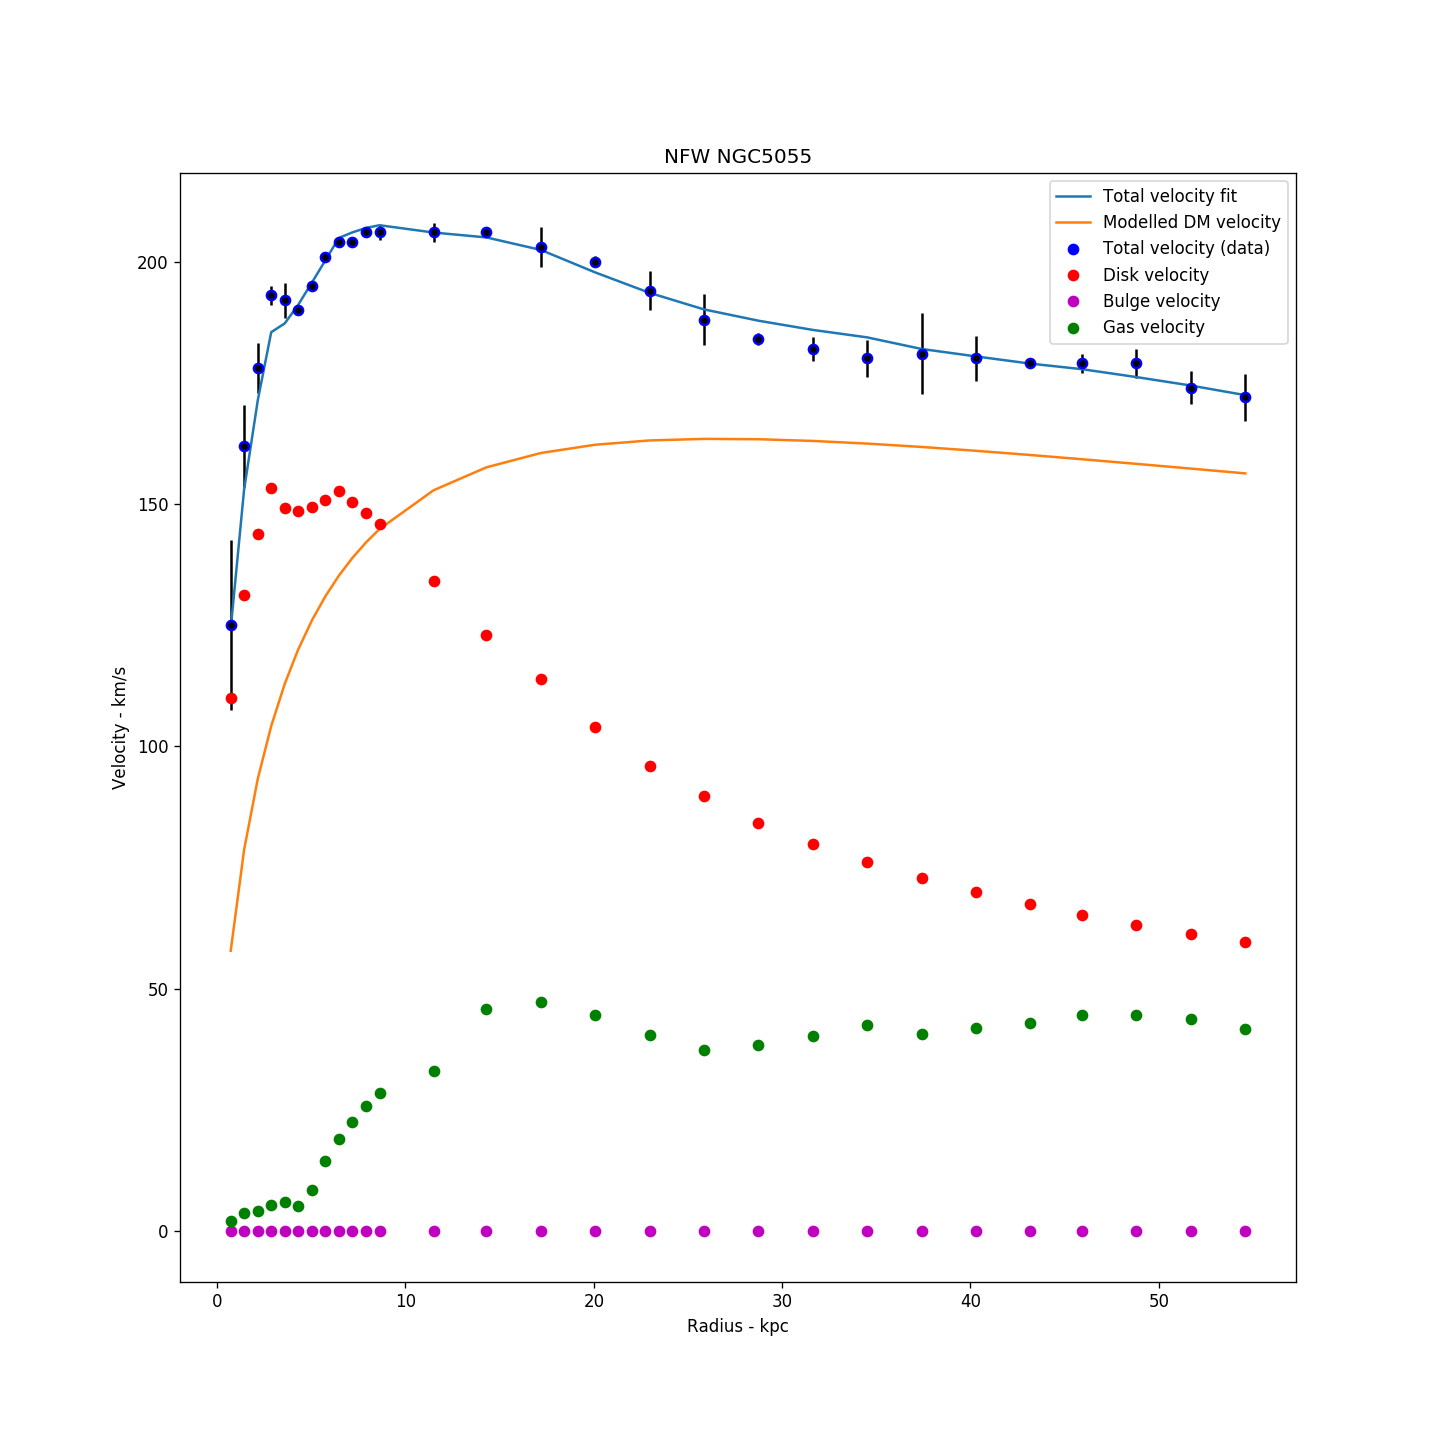 NFW NGC5055
Total velocity fit
Modelled DM velocity
Total velocity (data)
Disk velocity
Bulge velocity
Gas velocity
200
150
100
50
0
Velocity - km/s
0 10 20 30 40 50
Radius - kpc